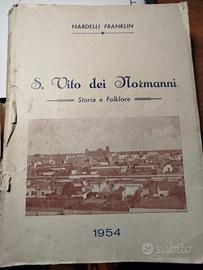 NARDELLI FRANKLIN
S. Vito dei Normanni
Storia e Folklore
1954
subito